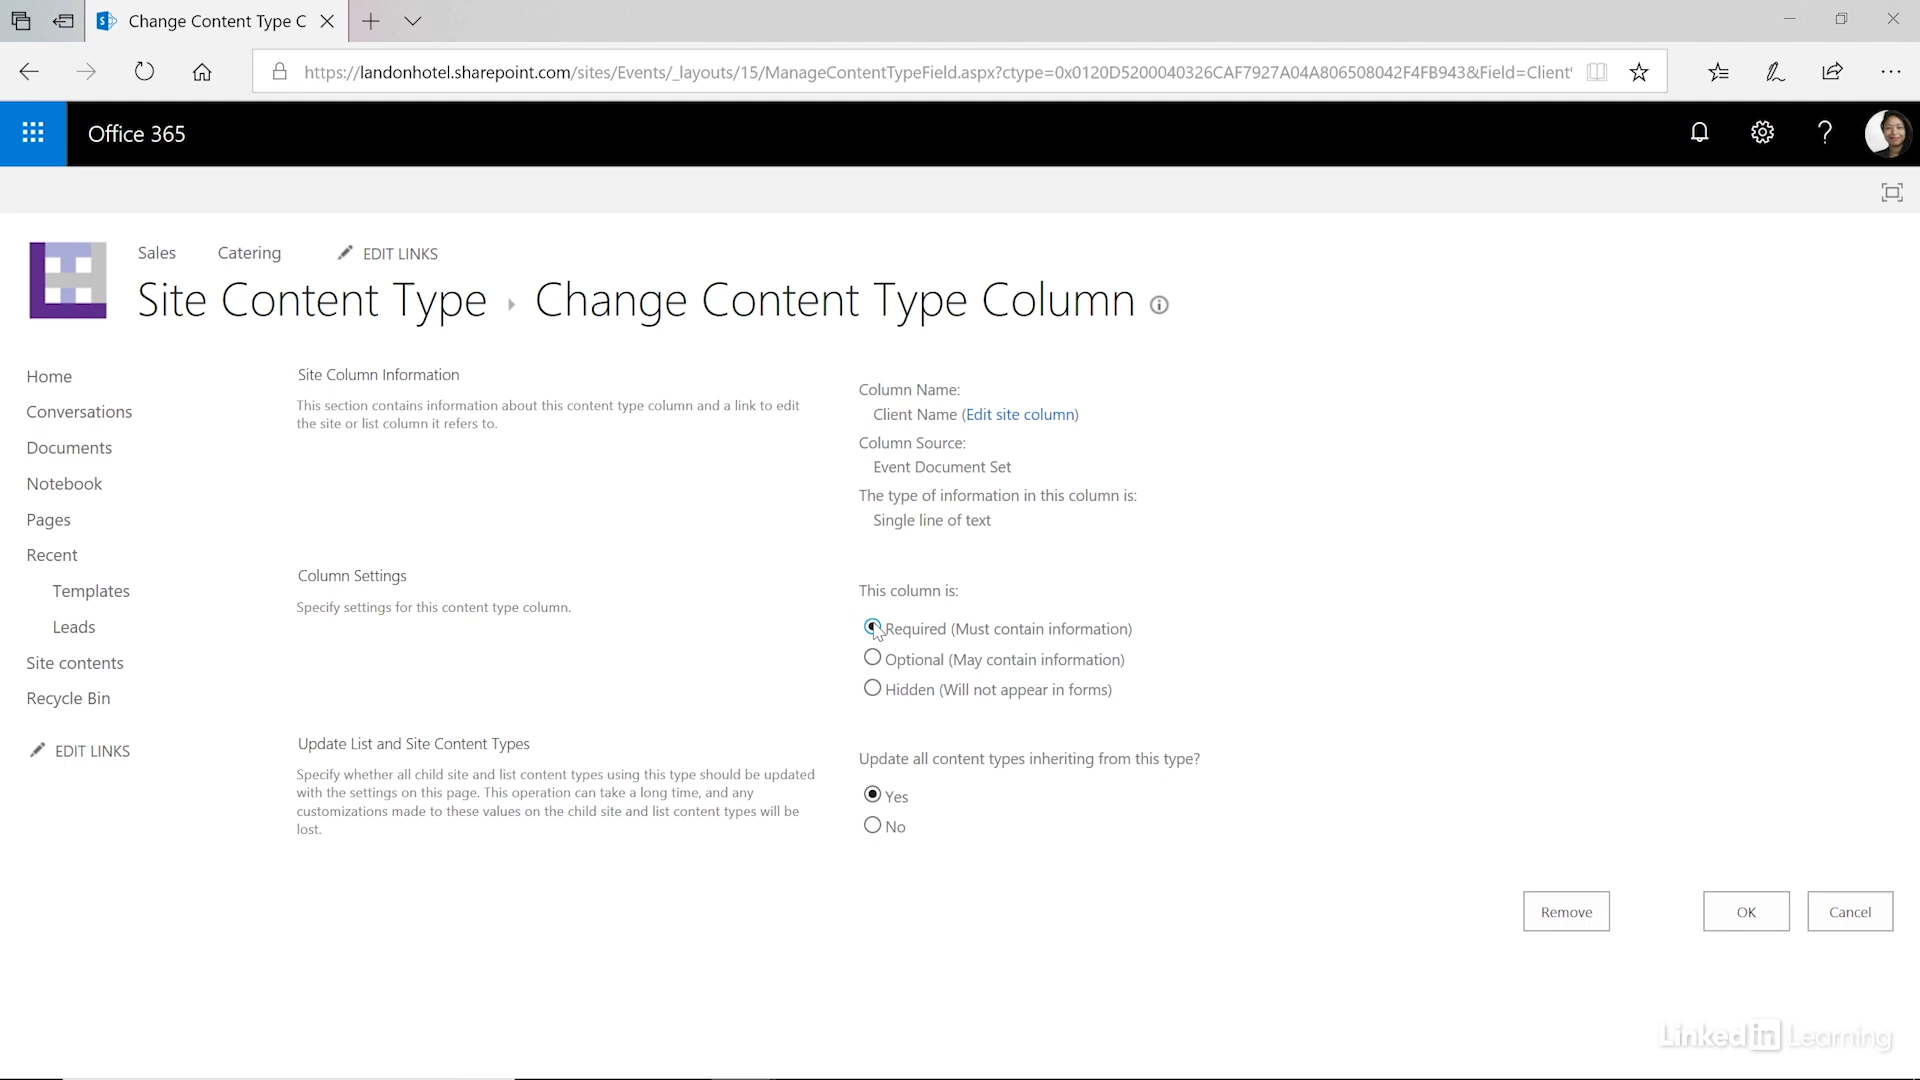 Change Content Type C
https://landonhotel.sharepoint.com/sites/Events/_layouts/15/ManageContentTypeField.aspx?ctype=0x0120D5200040326CAF7927A04A806508042F4FB943&Field=Client'
Office 365
Sales Catering EDIT LINKS
Site Content Type Change Content Type Column
Home
Conversations
Documents
Notebook
Pages
Recent
Templates
Leads
Site contents
Recycle Bin
EDIT LINKS
Site Column Information
This section contains information about this content type column and a link to edit
the site or list column it refers to.
Column Name:
Client Name (Edit site column)
Column Source:
Event Document Set
The type of information in this column is:
Single line of text
Column Settings
Specify settings for this content type column.
This column is:
Required (Must contain information)
Optional (May contain information)
Hidden (Will not appear in forms)
Update List and Site Content Types
Specify whether all child site and list content types using this type should be updated
with the settings on this page. This operation can take a long time, and any
customizations made to these values on the child site and list content types will be
lost.
Update all content types inheriting from this type?
Yes
No
Remove OK Cancel
Linked in Learning